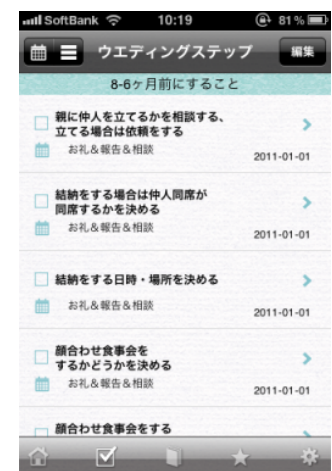 SoftBank 10:19 81%
ウエディングステップ 編集
8-6ヶ月前にすること
親に仲人を立てるかを相談する、
立てる場合は依頼をする
お礼&報告&相談
2011-01-01
結納をする場合は仲人同席が
同席するかを決める
お礼&報告&相談
2011-01-01
結納をする日時・場所を決める
お礼&報告&相談
2011-01-01
顔合わせ食事会を
するかどうかを決める
お礼&報告&相談
2011-01-01
顔合わせ食事会をする